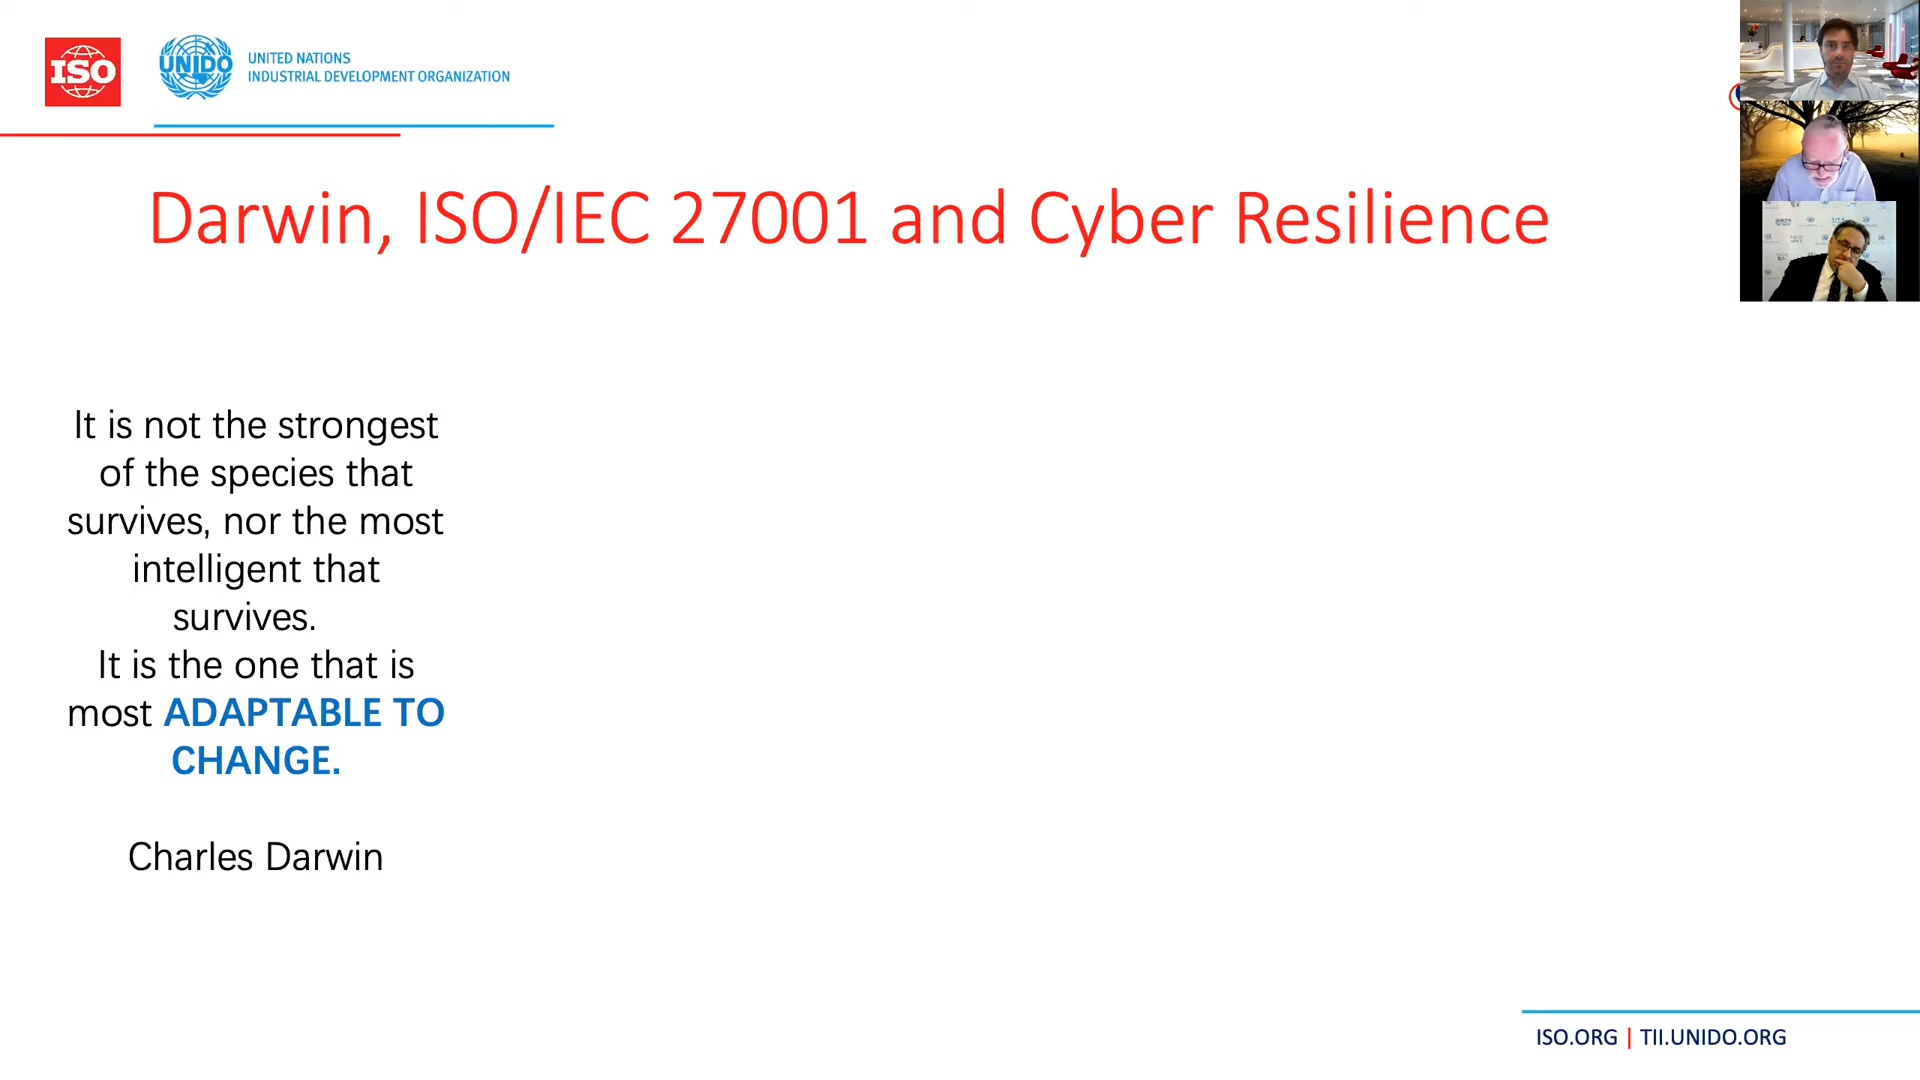 ISO
UNIDO
UNITED NATIONS
INDUSTRIAL DEVELOPMENT ORGANIZATION
Darwin, ISO/IEC 27001 and Cyber Resilience
It is not the strongest
of the species that
survives, nor the most
intelligent that
survives.
It is the one that is
most ADAPTABLE TO
CHANGE.
Charles Darwin
ISO.ORG | TII.UNIDO.ORG